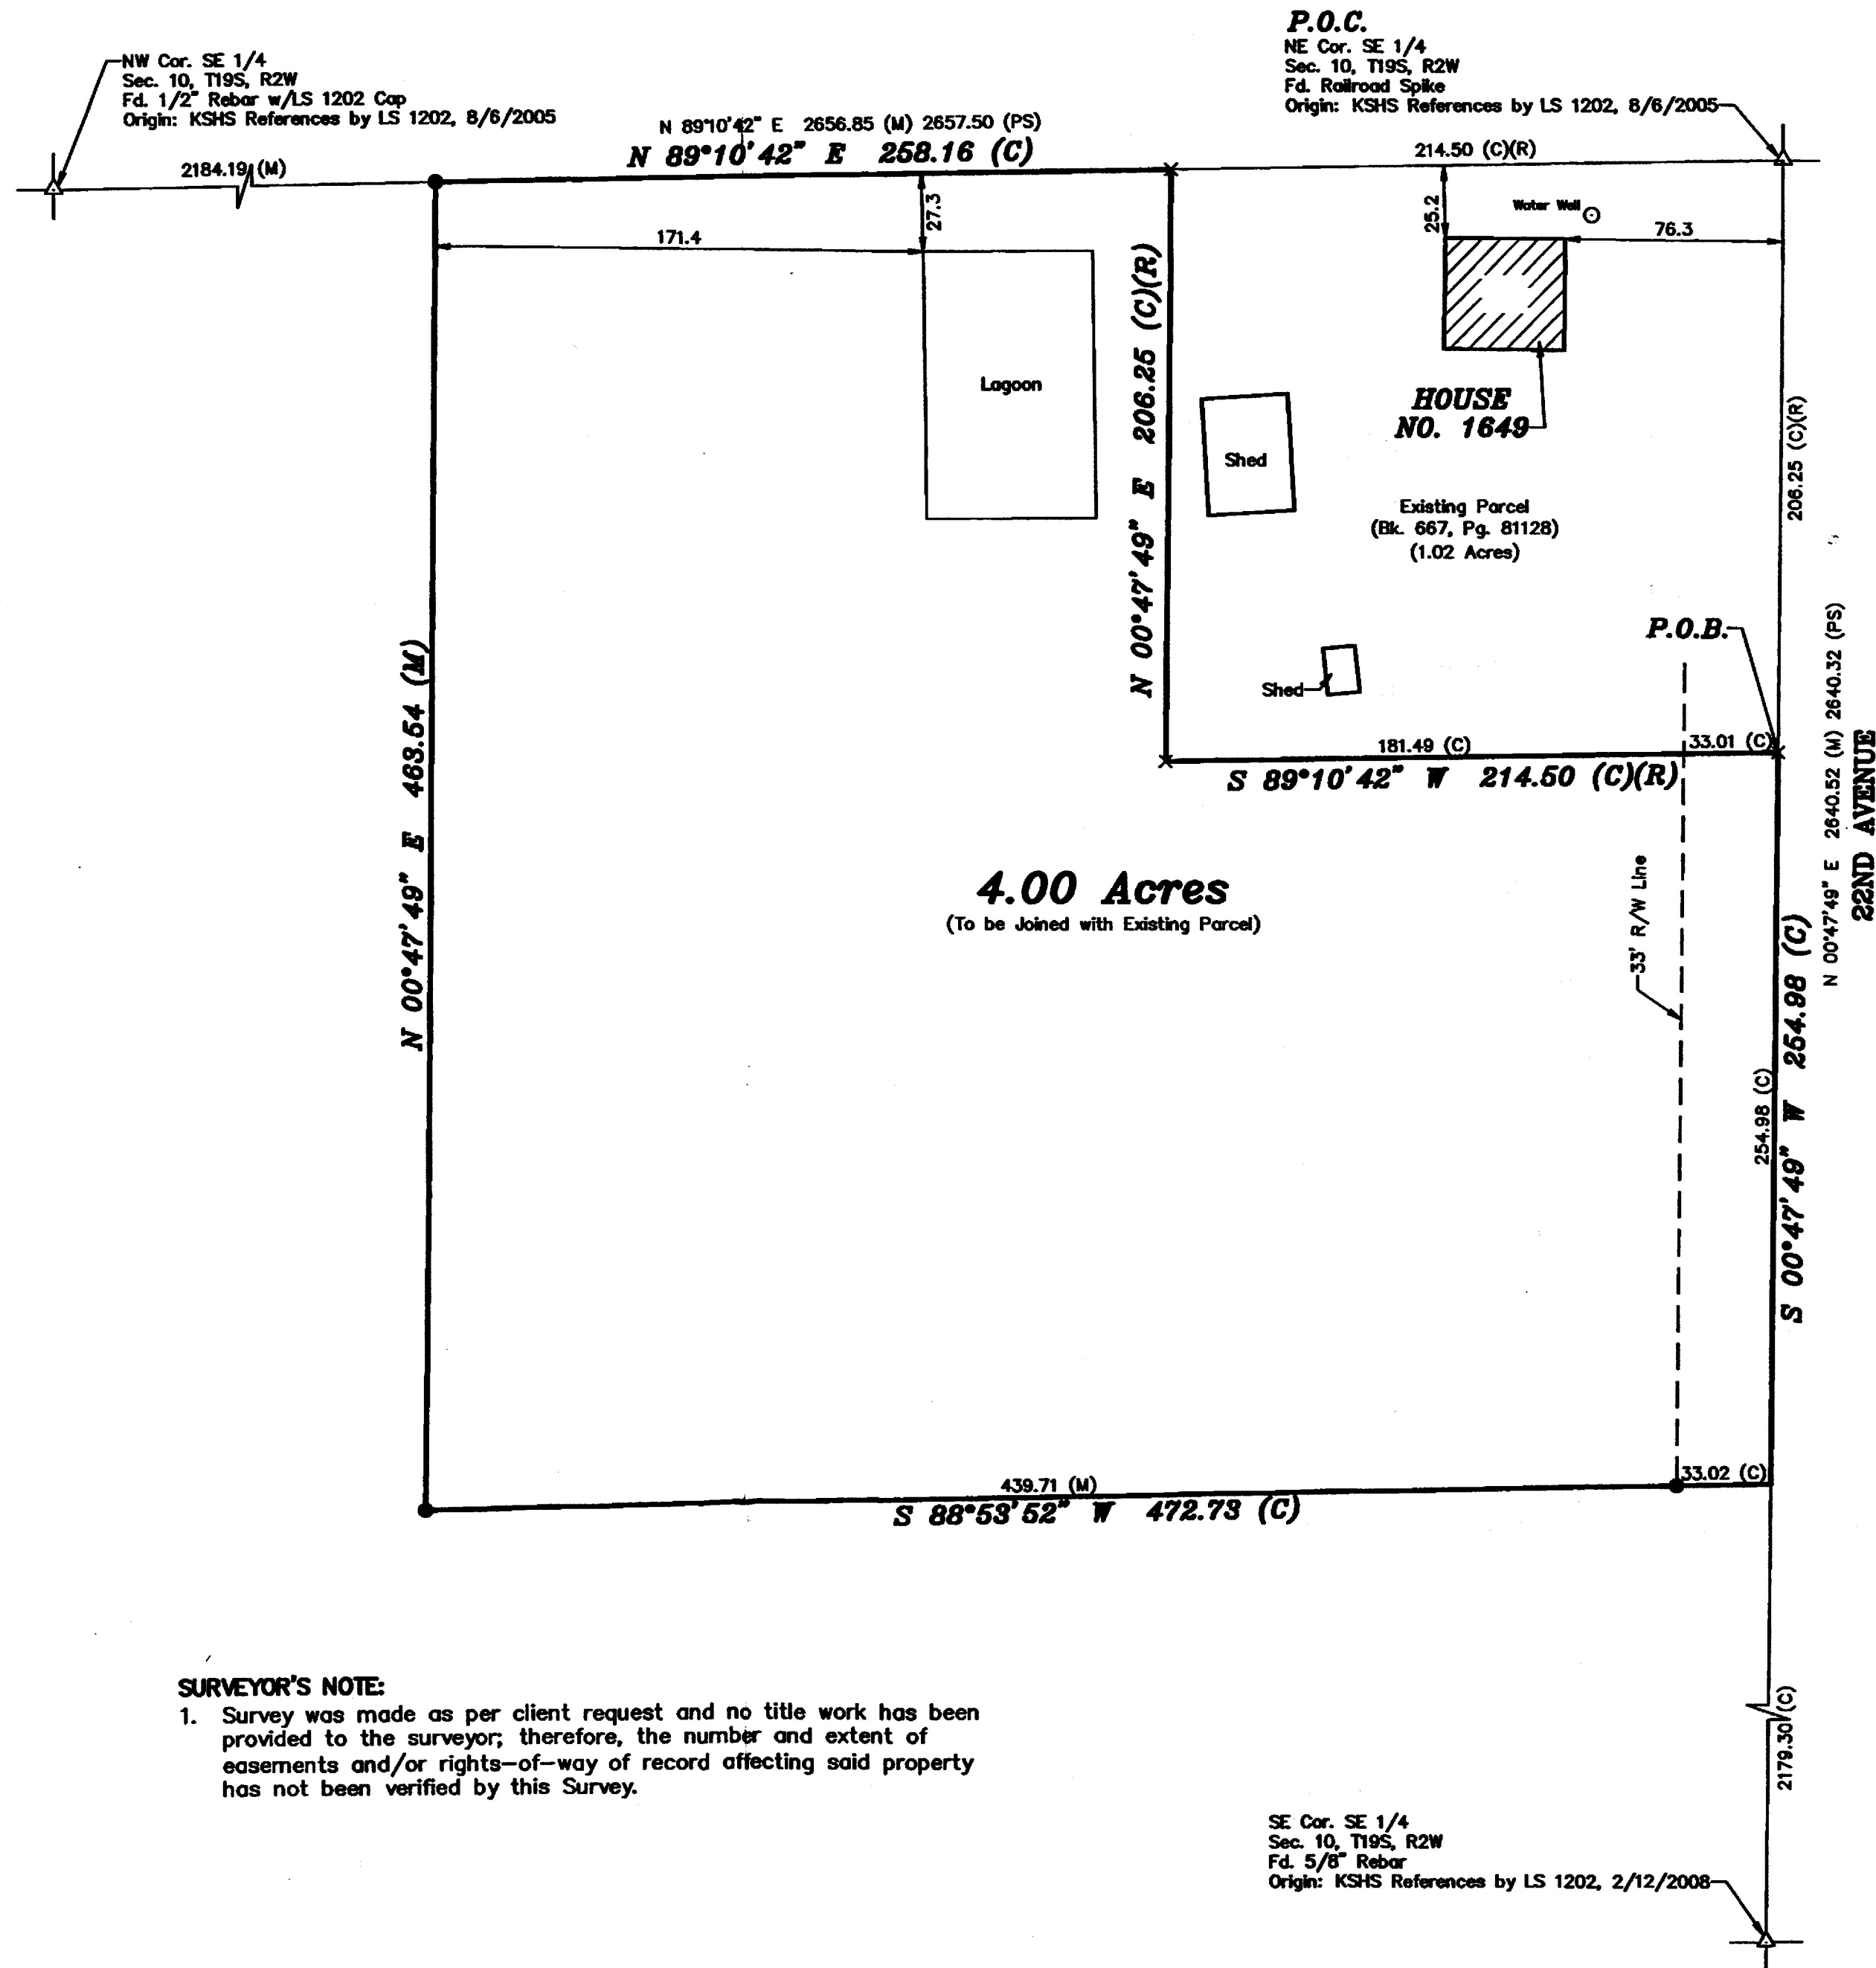 P.O.C.
NE Cor. SE 1/4
Sec. 10, T19S, R2W
Fd. Railroad Spike
Origin: KSHS References by LS 1202, 8/6/2005
NW Cor. SE 1/4
Sec. 10, T19S, R2W
Fd. 1/2" Rebar w/LS 1202 Cap
Origin: KSHS References by LS 1202, 8/6/2005
N 89°10'42" E 2656.85 (M) 2657.50 (PS)
N 89°10'42" E 258.16 (C)
214.50 (C)(R)
2184.19 (M)
27.3
25.2
Water Well
171.4
76.3
N 00°47'49" E 206.25 (C)(R)
Lagoon
HOUSE
NO. 1649
Shed
206.25 (C)(R)
Existing Parcel
(Bk. 667, Pg. 81128)
(1.02 Acres)
P.O.B.
Shed
N 00°47'49" E 463.54 (M)
181.49 (C)
33.01 (C)
S 89°10'42" W 214.50 (C)(R)
N 00°47'49" E 2640.52 (M) 2640.32 (PS)
22ND AVENUE
4.00 Acres
(To be Joined with Existing Parcel)
33' R/W Line
254.98 (C)
S 00°47'49" W 254.98 (C)
439.71 (M)
33.02 (C)
S 88°53'52" W 472.73 (C)
SURVEYOR'S NOTE:
1. Survey was made as per client request and no title work has been
provided to the surveyor; therefore, the number and extent of
easements and/or rights-of-way of record affecting said property
has not been verified by this Survey.
2179.30 (C)
SE Cor. SE 1/4
Sec. 10, T19S, R2W
Fd. 5/8" Rebar
Origin: KSHS References by LS 1202, 2/12/2008